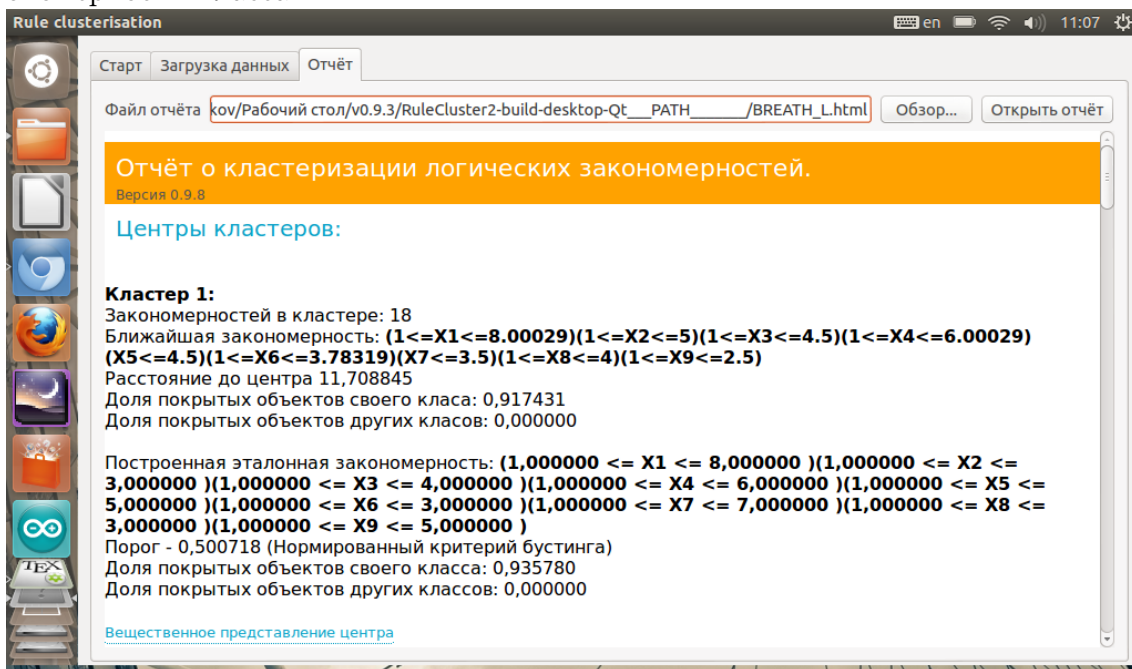 Rule clusterisation en 11:07
Старт Загрузка данных Отчёт
Файл отчёта kov/Рабочий стол/v0.9.3/RuleCluster2-build-desktop-Qt___PATH_______/BREATH_L.html Обзор... Открыть отчёт
Отчёт о кластеризации логических закономерностей.
Версия 0.9.8
Центры кластеров:
Кластер 1:
Закономерностей в кластере: 18
Ближайшая закономерность: (1<=X1<=8.00029)(1<=X2<=5)(1<=X3<=4.5)(1<=X4<=6.00029)
(X5<=4.5)(1<=X6<=3.78319)(X7<=3.5)(1<=X8<=4)(1<=X9<=2.5)
Расстояние до центра 11,708845
Доля покрытых объектов своего класа: 0,917431
Доля покрытых объектов других класов: 0,000000
Построенная эталонная закономерность: (1,000000 <= X1 <= 8,000000 )(1,000000 <= X2 <=
3,000000 )(1,000000 <= X3 <= 4,000000 )(1,000000 <= X4 <= 6,000000 )(1,000000 <= X5 <=
5,000000 )(1,000000 <= X6 <= 3,000000 )(1,000000 <= X7 <= 7,000000 )(1,000000 <= X8 <=
3,000000 )(1,000000 <= X9 <= 5,000000 )
Порог - 0,500718 (Нормированный критерий бустинга)
Доля покрытых объектов своего класса: 0,935780
Доля покрытых объектов других классов: 0,000000
TEX
Вещественное представление центра